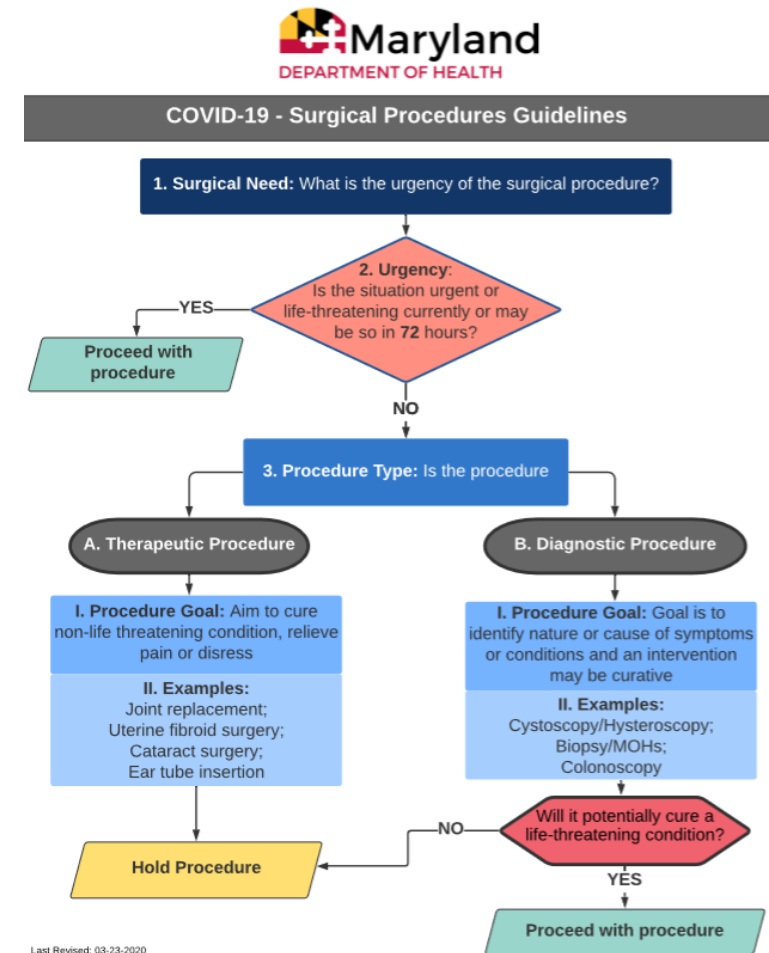 Maryland
DEPARTMENT OF HEALTH
COVID-19 - Surgical Procedures Guidelines
1. Surgical Need: What is the urgency of the surgical procedure?
2. Urgency:
Is the situation urgent or
life-threatening currently or may
be so in 72 hours?
YES
Proceed with
procedure
NO
3. Procedure Type: Is the procedure
A. Therapeutic Procedure
I. Procedure Goal: Aim to cure
non-life threatening condition, relieve
pain or disress
II. Examples:
Joint replacement;
Uterine fibroid surgery;
Cataract surgery;
Ear tube insertion
B. Diagnostic Procedure
I. Procedure Goal: Goal is to
identify nature or cause of symptoms
or conditions and an intervention
may be curative
II. Examples:
Cystoscopy/Hysteroscopy;
Biopsy/MOHs;
Colonoscopy
Will it potentially cure a
life-threatening condition?
NO
Hold Procedure
YES
Proceed with procedure
Last Revised: 03-23-2020